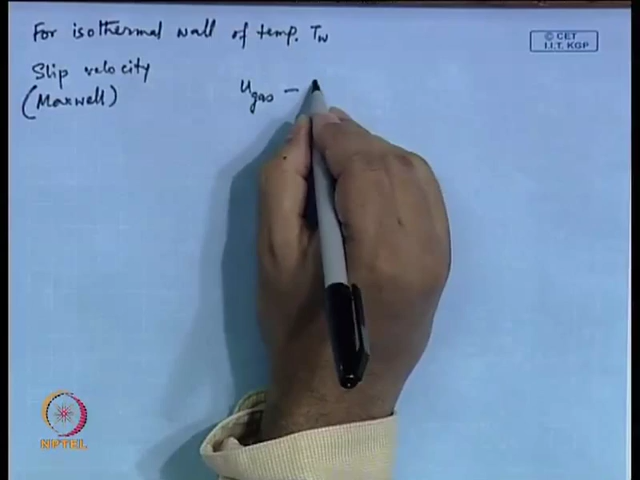 For isothermal wall of temp. Tw
© CET
I.I.T. KGP
Slip velocity
(Maxwell)
ugas –
NPTEL